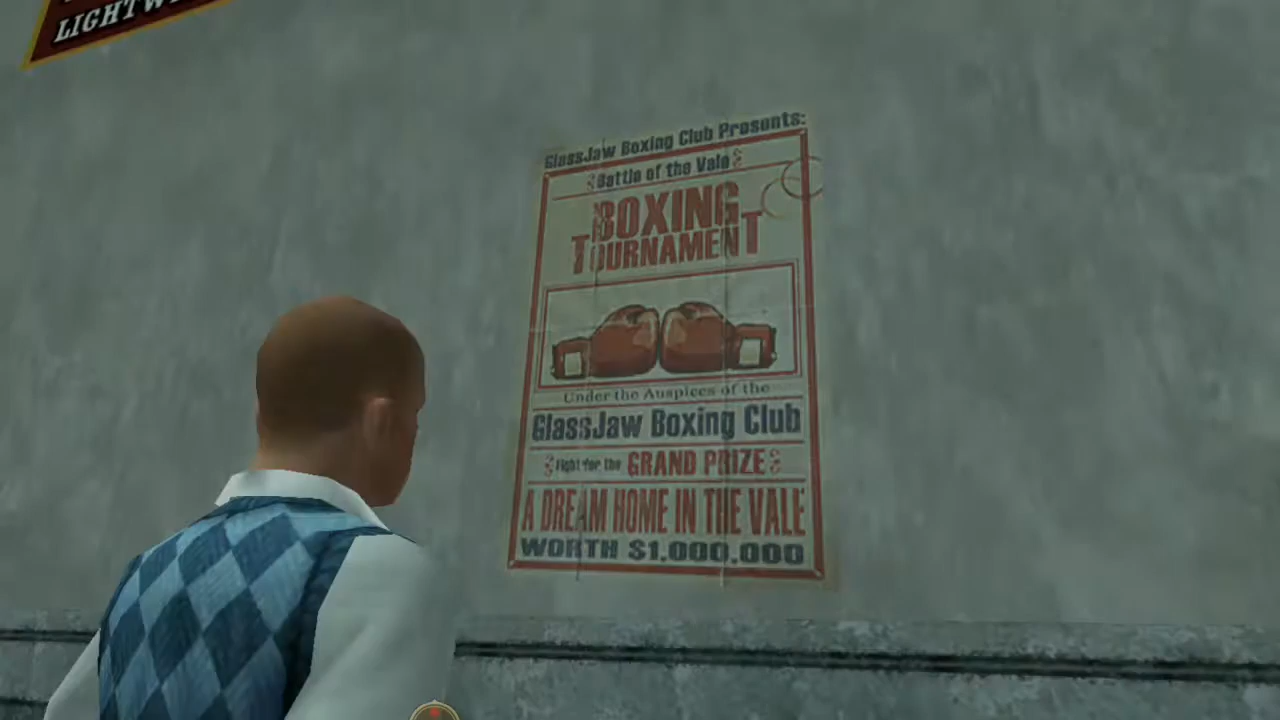 GlassJaw Boxing Club Presents:
Battle of the Vale
BOXING
TOURNAMENT
Under the Auspices of the
GlassJaw Boxing Club
Fight for the GRAND PRIZE
A DREAM HOME IN THE VALE
WORTH $1,000,000